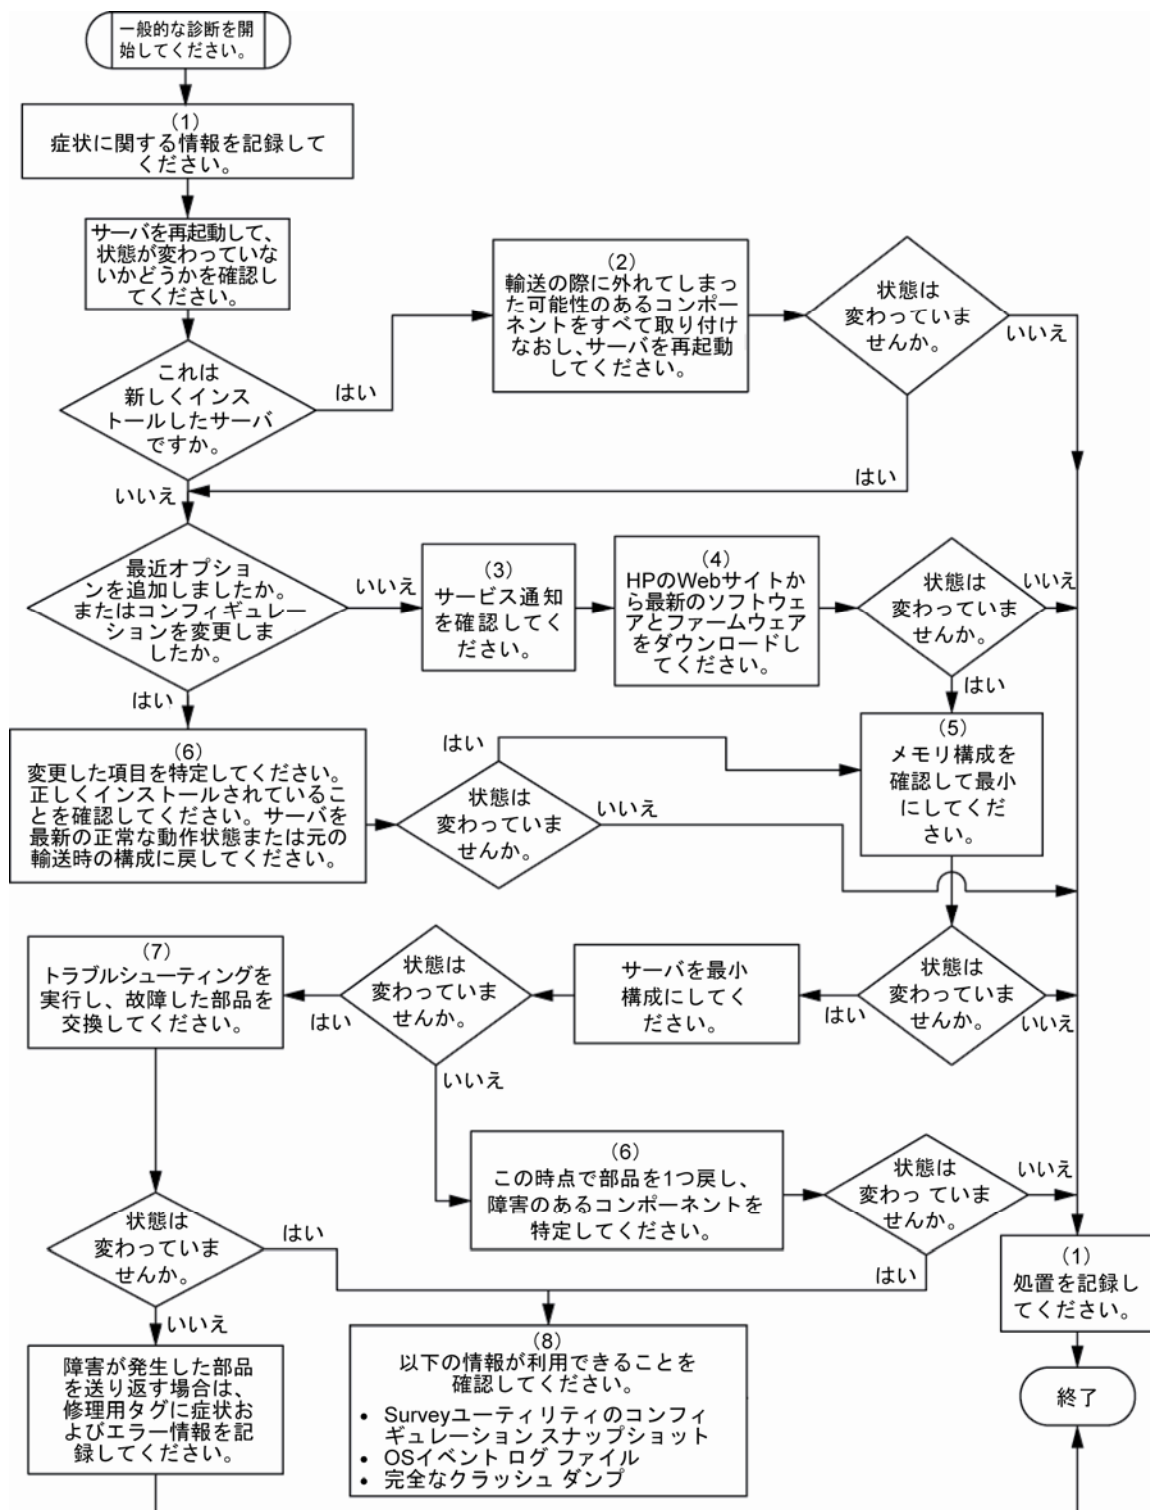 一般的な診断を開
始してください。
（1）
症状に関する情報を記録して
ください。
サーバを再起動して、
状態が変わっていな
いかどうかを確認し
てください。
（2）
輸送の際に外れてしまっ
た可能性のあるコンポー
ネントをすべて取り付け
なおし、サーバを再起動
してください。
状態は
変わっていま
せんか。
いいえ
はい
これは
新しくインス
トールしたサーバ
ですか。
はい
いいえ
最近オプショ
ンを追加しましたか。
またはコンフィギュレー
ションを変更しま
したか。
いいえ
はい
（3）
サービス通知
を確認してく
ださい。
（4）
HPのWebサイトか
ら最新のソフトウェ
アとファームウェア
をダウンロードし
てください。
状態は
変わっていま
せんか。
いいえ
はい
（5）
メモリ構成を
確認して最小
にしてくだ
さい。
（6）
変更した項目を特定してください。
正しくインストールされているこ
とを確認してください。サーバを
最新の正常な動作状態または元の
輸送時の構成に戻してください。
はい
状態は
変わっていま
せんか。
いいえ
状態は
変わっていま
せんか。
はい
いいえ
サーバを最小
構成にしてく
ださい。
状態は
変わっていま
せんか。
はい
いいえ
（7）
トラブルシューティングを
実行し、故障した部品を
交換してください。
（6）
この時点で部品を1つ戻し、
障害のあるコンポーネントを
特定してください。
状態は
変わっ ていま
せんか。
いいえ
はい
状態は
変わっていま
せんか。
はい
いいえ
（1）
処置を記録し
てください。
終了
障害が発生した部品
を送り返す場合は、
修理用タグに症状お
よびエラー情報を記
録してください。
（8）
以下の情報が利用できることを
確認してください。
• Surveyユーティリティのコンフィ
ギュレーション スナップショット
• OSイベント ログ ファイル
• 完全なクラッシュ ダンプ